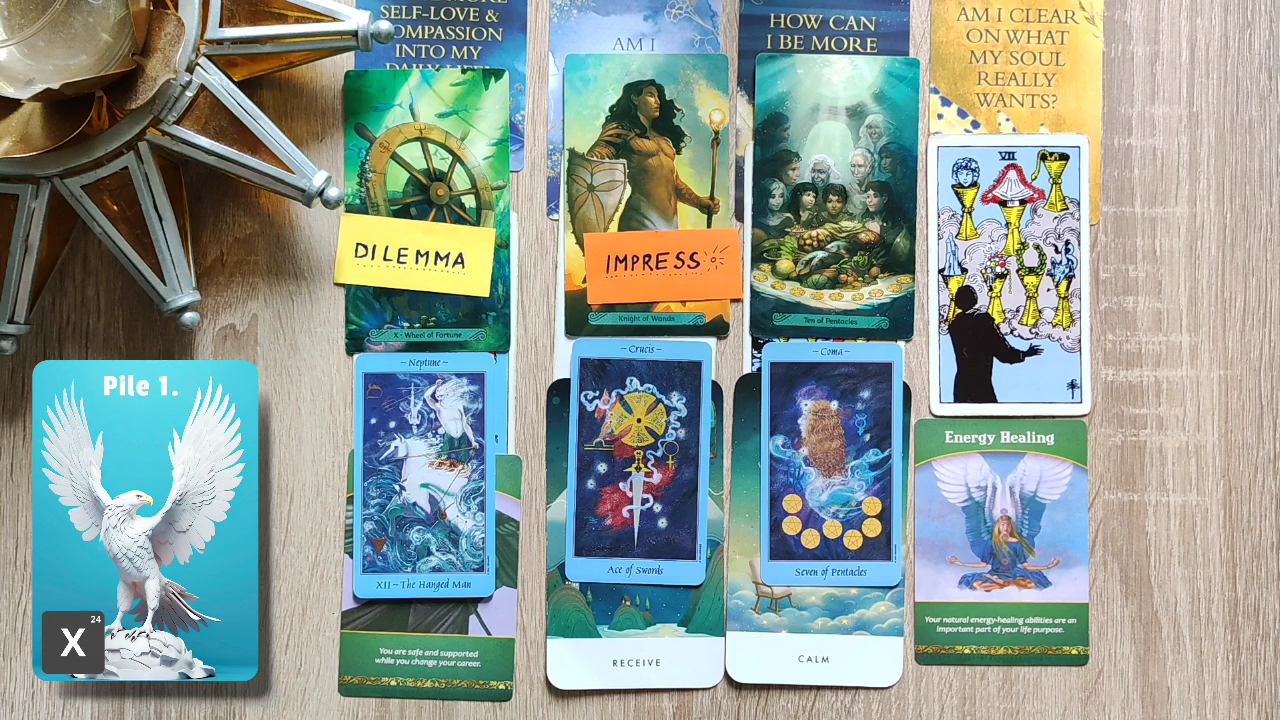 SELF-LOVE &
COMPASSION
INTO MY
DAILY LIFE?
AM I
HOW CAN
I BE MORE
AM I CLEAR
ON WHAT
MY SOUL
REALLY
WANTS?
VII
DILEMMA
IMPRESS
X • Wheel of Fortune
Knight of Wands
Ten of Pentacles
~ Neptune ~
~ Crucis ~
~ Coma ~
XII ~ The Hanged Man
Ace of Swords
Seven of Pentacles
Energy Healing
You are safe and supported
while you change your career.
RECEIVE
CALM
Your natural energy-healing abilities are an
important part of your life purpose.
Pile 1.
X
24